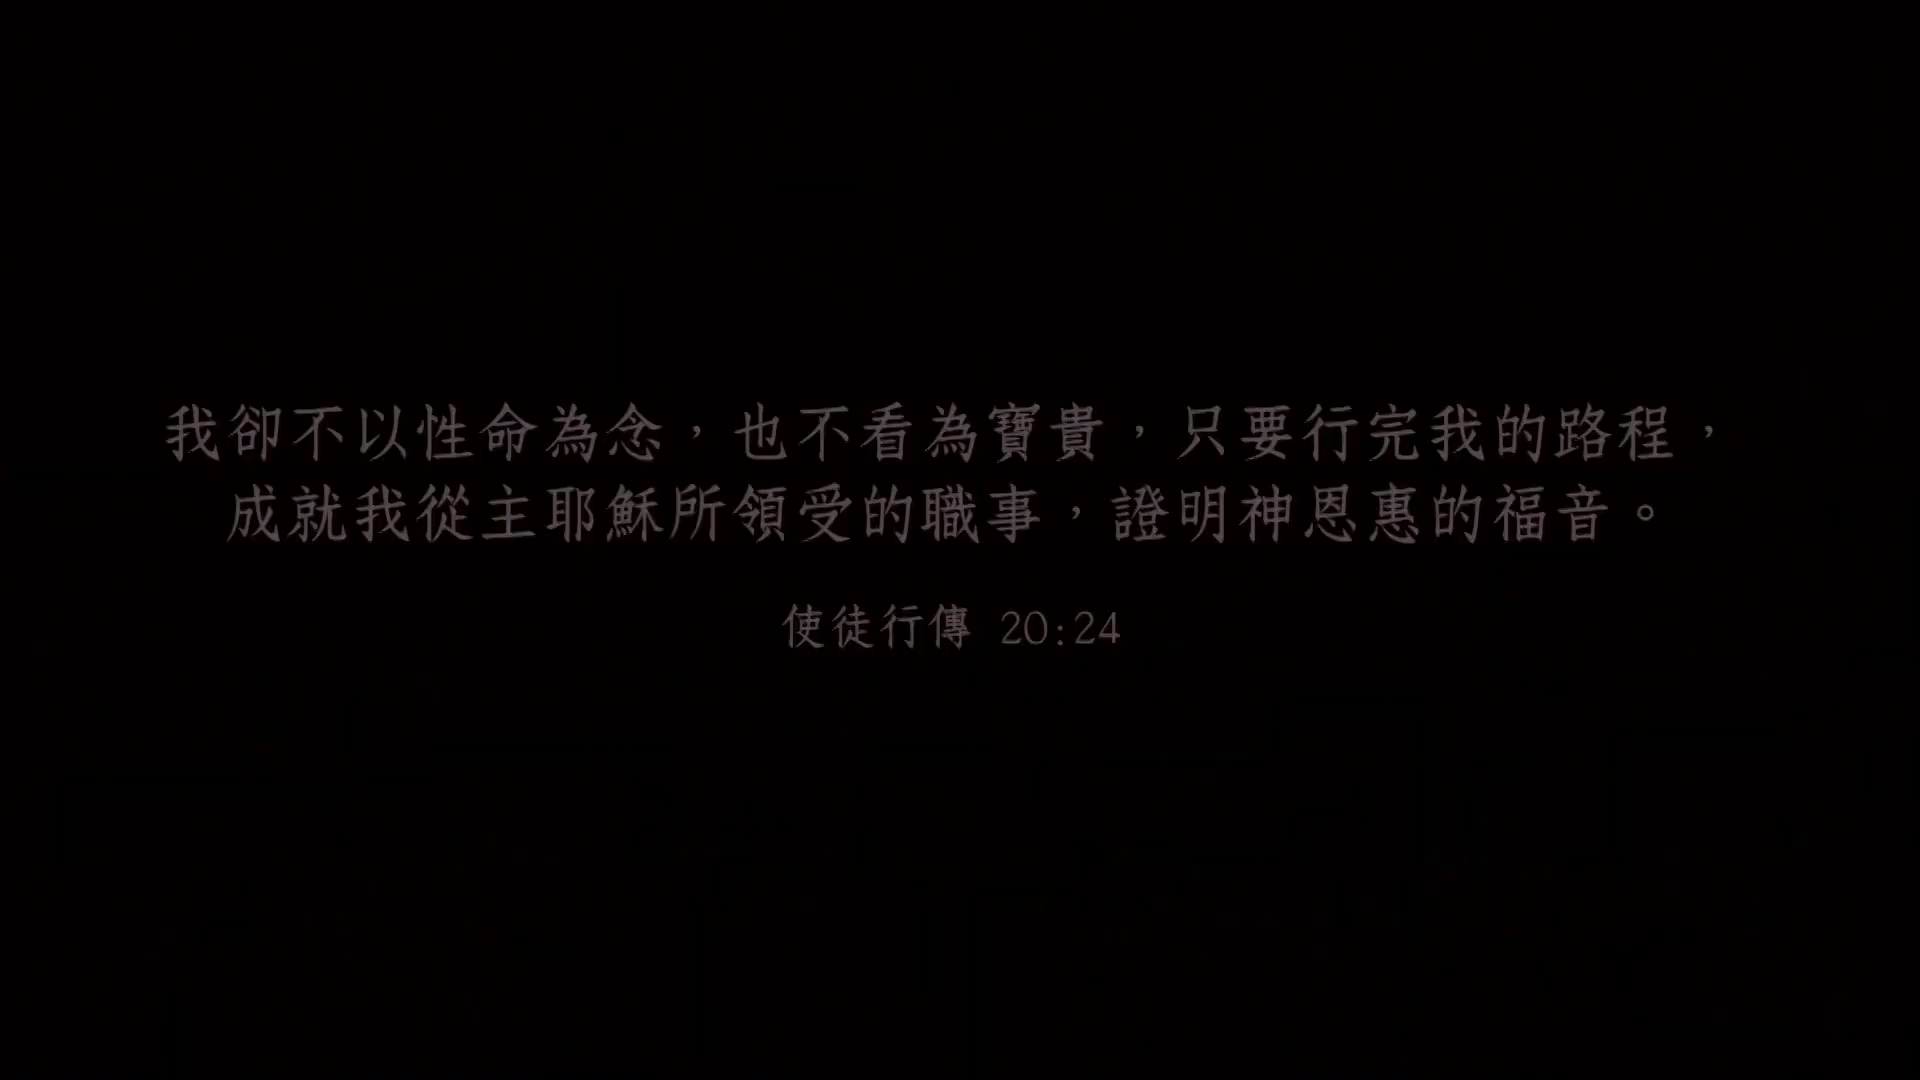 我卻不以性命為念，也不看為寶貴，只要行完我的路程，
成就我從主耶穌所領受的職事，證明神恩惠的福音。
使徒行傳 20:24